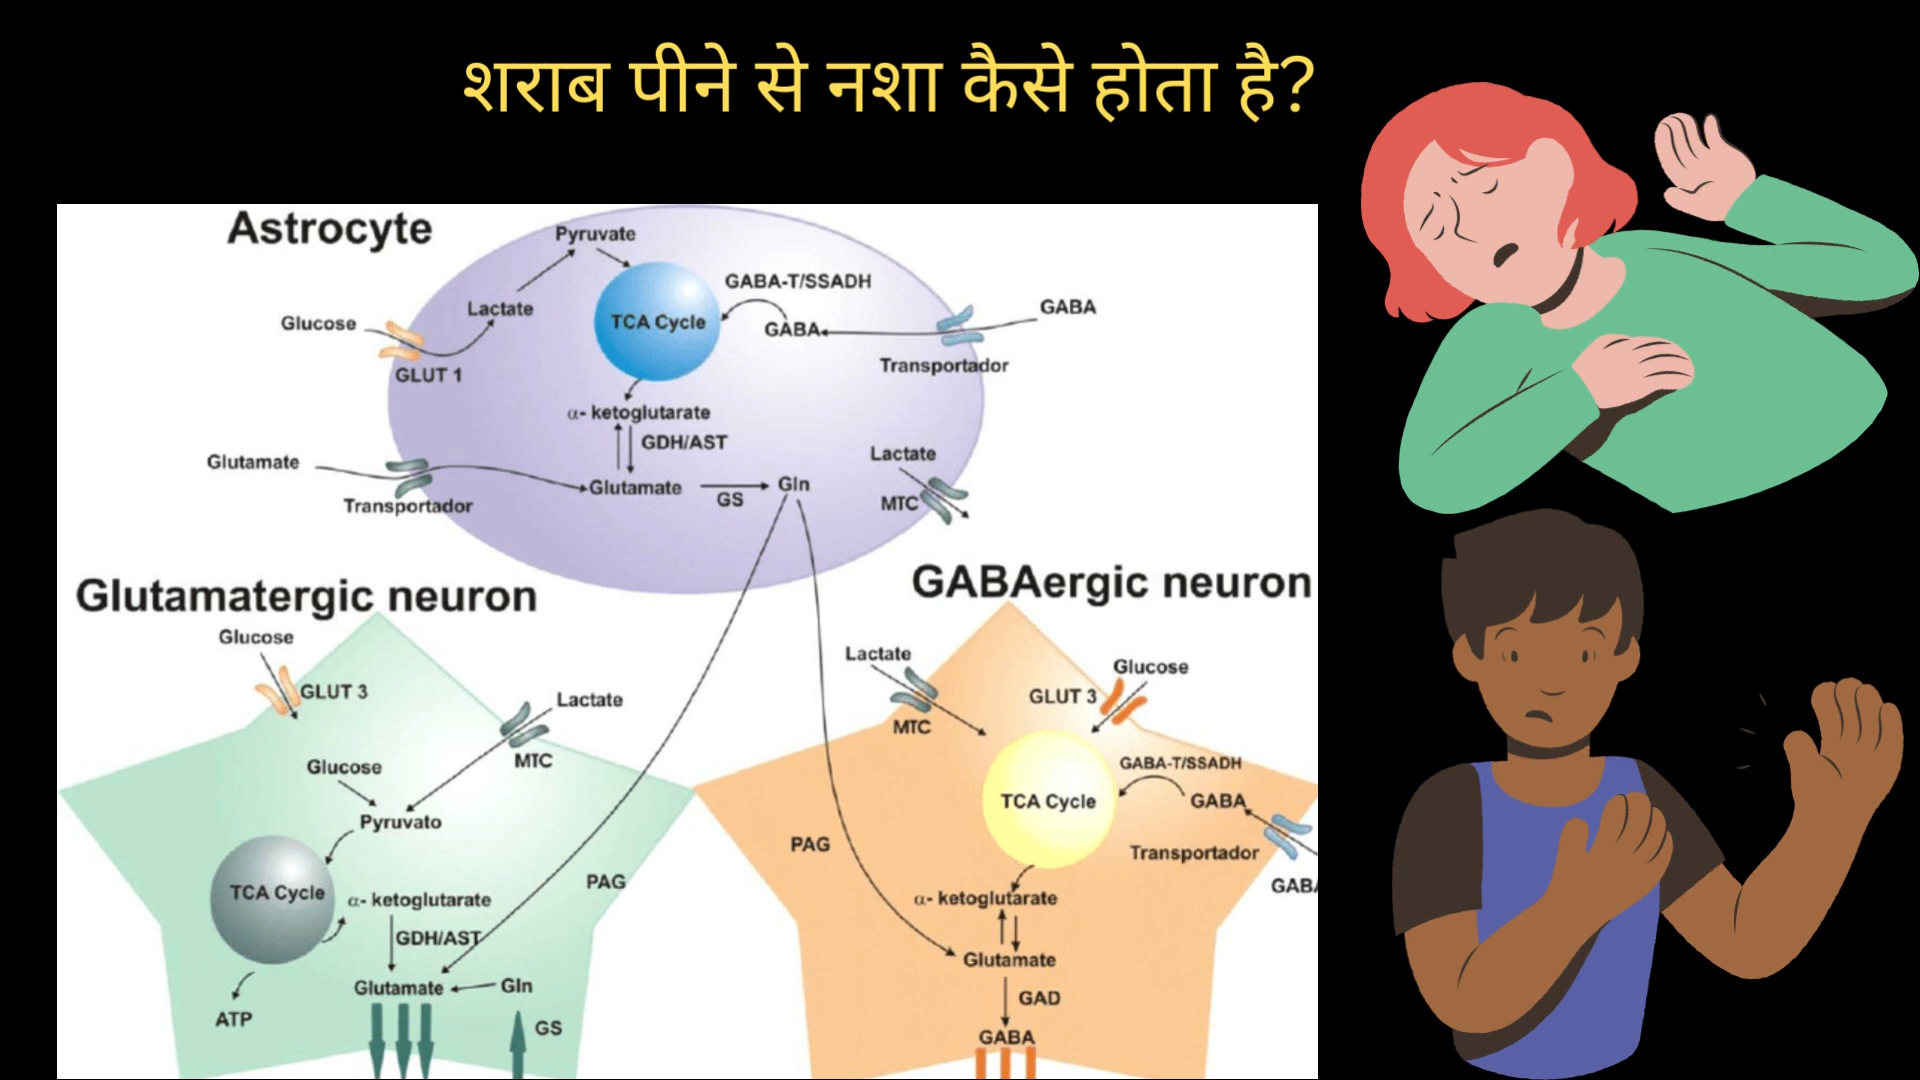 शराब पीने से नशा कैसे होता है?
Astrocyte
Pyruvate
GABA-T/SSADH
Lactate
Glucose
TCA Cycle
GABA
GABA
GLUT 1
Transportador
α- ketoglutarate
GDH/AST
Lactate
Glutamate
Glutamate
GS
Gln
Transportador
MTC
Glutamatergic neuron
Glucose
GLUT 3
Lactate
MTC
Glucose
Pyruvato
TCA Cycle
α- ketoglutarate
PAG
GDH/AST
Glutamate
Gln
ATP
GS
GABAergic neuron
Lactate
Glucose
GLUT 3
MTC
GABA-T/SSADH
TCA Cycle
GABA
PAG
Transportador
GAB
α- ketoglutarate
Glutamate
GAD
GABA